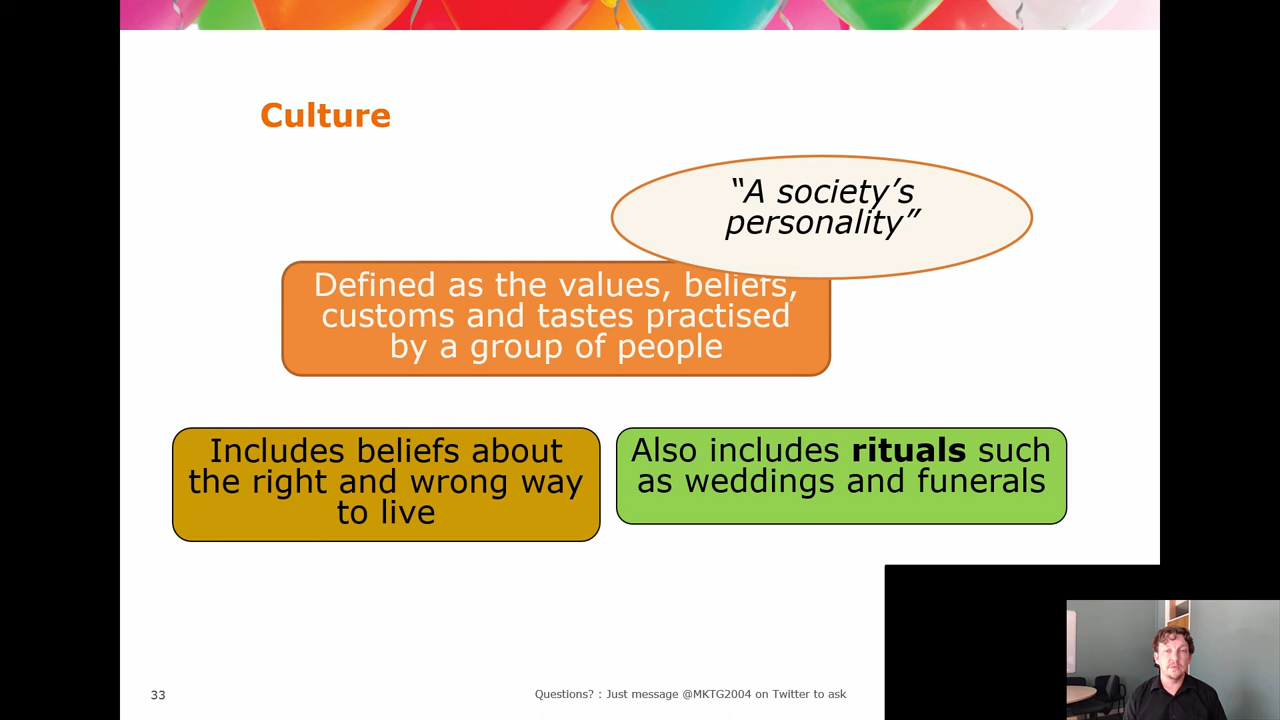 Culture
“A society’s
personality”
Defined as the values, beliefs,
customs and tastes practised
by a group of people
Includes beliefs about
the right and wrong way
to live
Also includes rituals such
as weddings and funerals
33
Questions? : Just message @MKTG2004 on Twitter to ask